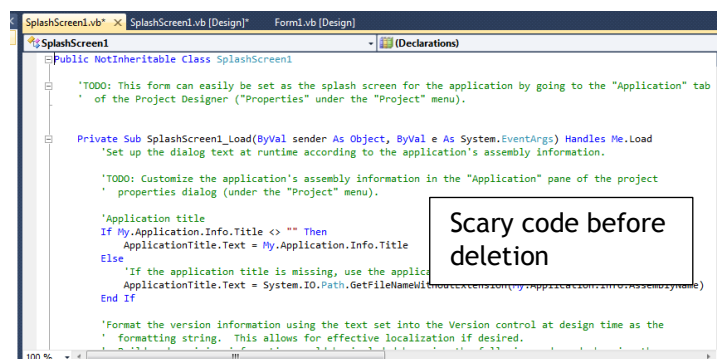 SplashScreen1.vb* × SplashScreen1.vb [Design]* Form1.vb [Design]
SplashScreen1 (Declarations)
Public NotInheritable Class SplashScreen1
'TODO: This form can easily be set as the splash screen for the application by going to the "Application" tab
' of the Project Designer ("Properties" under the "Project" menu).
Private Sub SplashScreen1_Load(ByVal sender As Object, ByVal e As System.EventArgs) Handles Me.Load
'Set up the dialog text at runtime according to the application's assembly information.
'TODO: Customize the application's assembly information in the "Application" pane of the project
' properties dialog (under the "Project" menu).
'Application title
If My.Application.Info.Title <> "" Then
ApplicationTitle.Text = My.Application.Info.Title
Else
'If the application title is missing, use the applica
ApplicationTitle.Text = System.IO.Path.GetFileNameWithoutExtension(My.Application.Info.AssemblyName)
End If
Scary code before
deletion
'Format the version information using the text set into the Version control at design time as the
' formatting string. This allows for effective localization if desired.
100 %